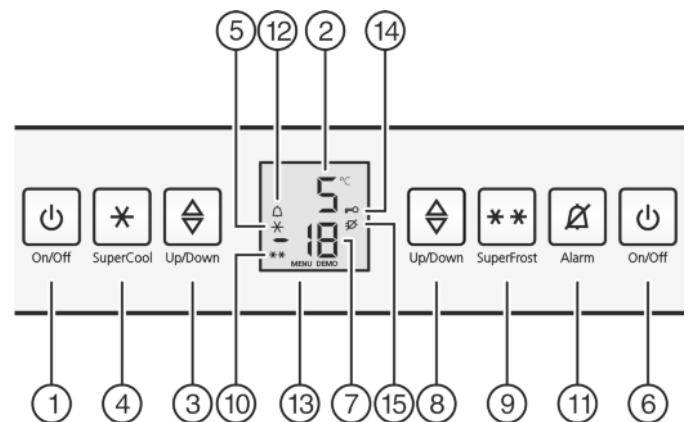 5 12 2 14
5 °C
-18
MENU DEMO
On/Off SuperCool Up/Down Up/Down SuperFrost Alarm On/Off
1 4 3 10 13 7 15 8 9 11 6